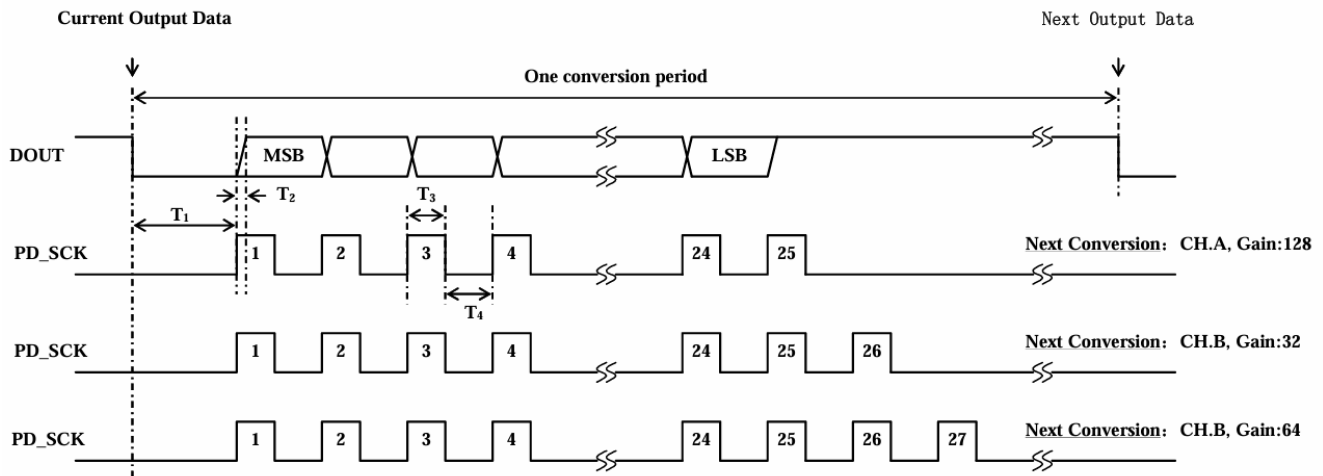 Current Output Data Next Output Data
One conversion period
DOUT MSB LSB
T₂ T₃
T₁
PD_SCK 1 2 3 4 24 25 Next Conversion: CH.A, Gain:128
T₄
PD_SCK 1 2 3 4 24 25 26 Next Conversion: CH.B, Gain:32
PD_SCK 1 2 3 4 24 25 26 27 Next Conversion: CH.B, Gain:64